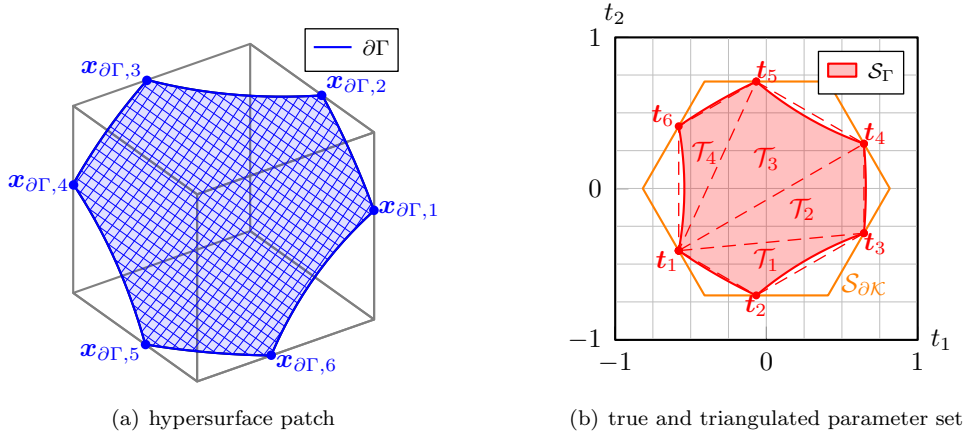 ∂Γ
x∂Γ,3
x∂Γ,2
x∂Γ,4
x∂Γ,1
x∂Γ,5
x∂Γ,6
(a) hypersurface patch
t2
1
0
−1
−1
0
1
t1
SΓ
t5
t6
t4
T4
T3
T2
t1
T1
t3
t2
S∂K
(b) true and triangulated parameter set